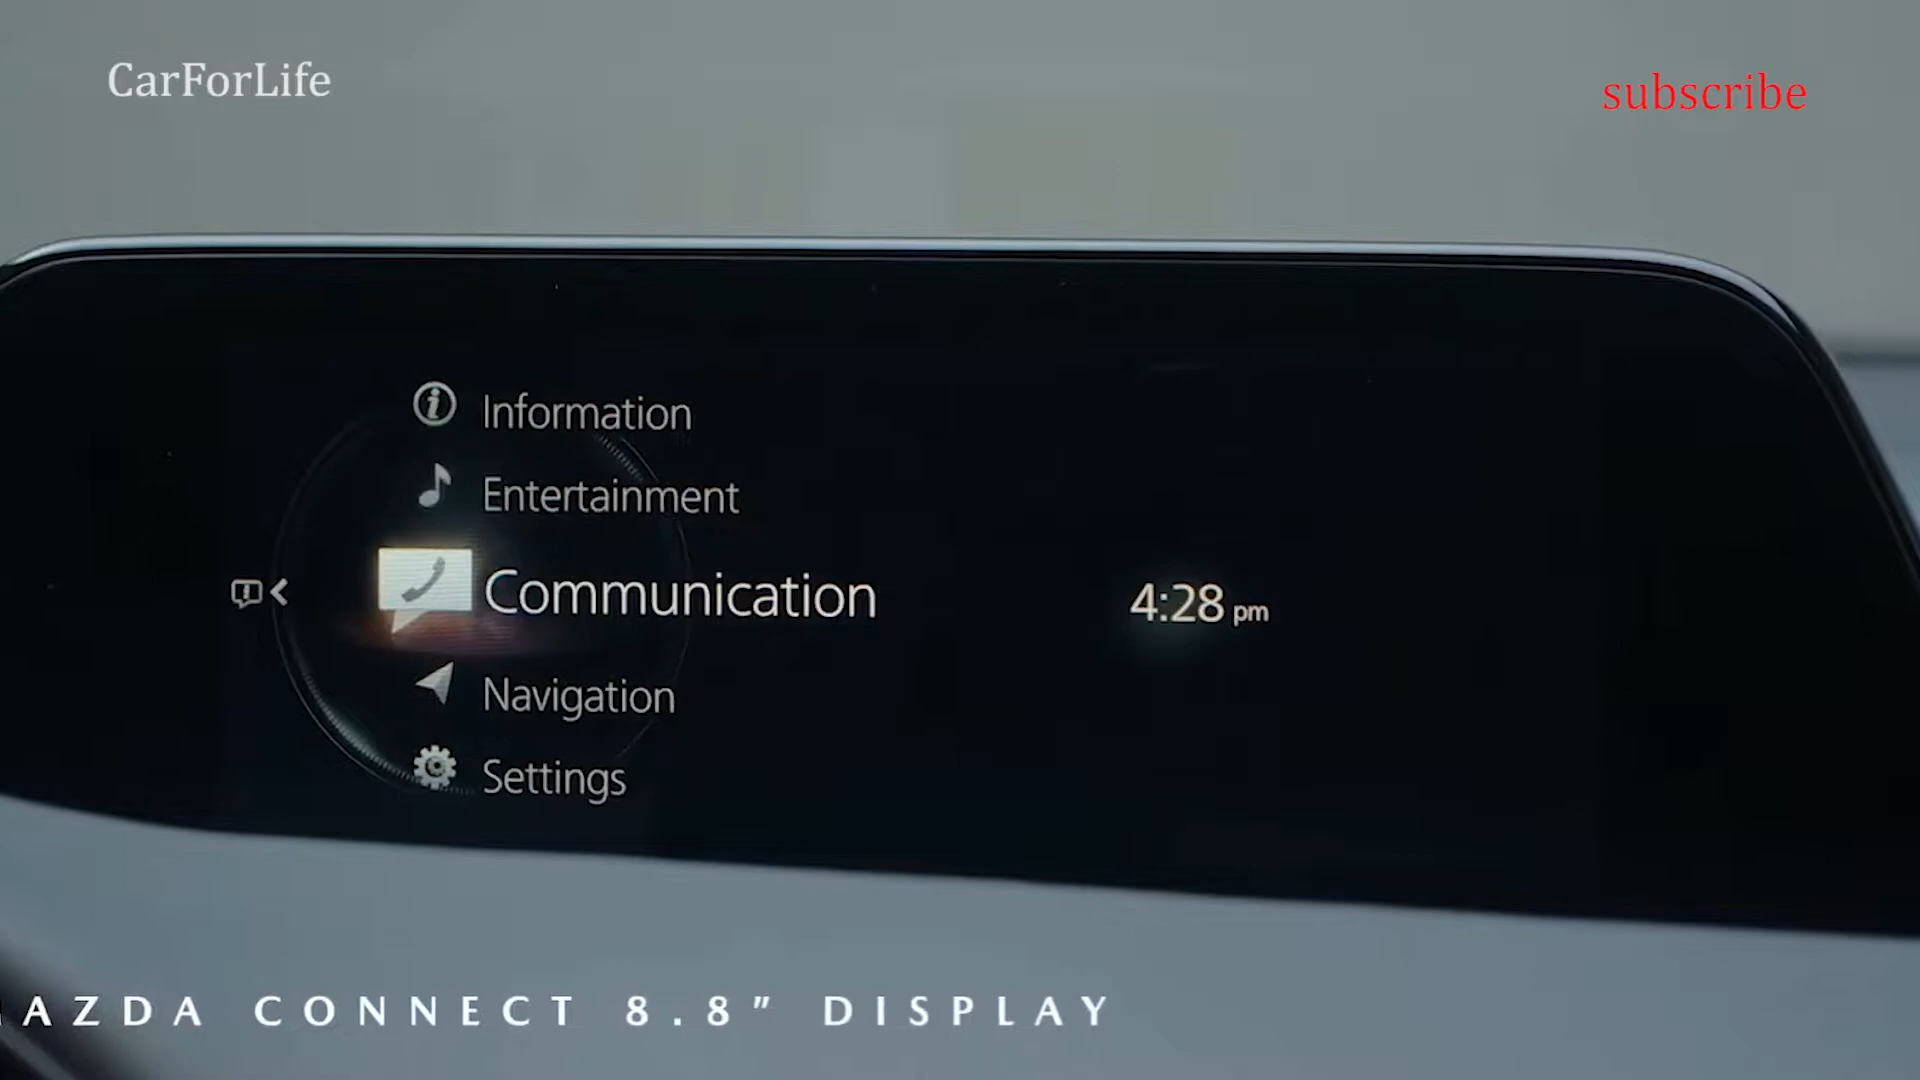 CarForLife
subscribe
Information
Entertainment
Communication
4:28 pm
Navigation
Settings
AZDA CONNECT 8.8" DISPLAY